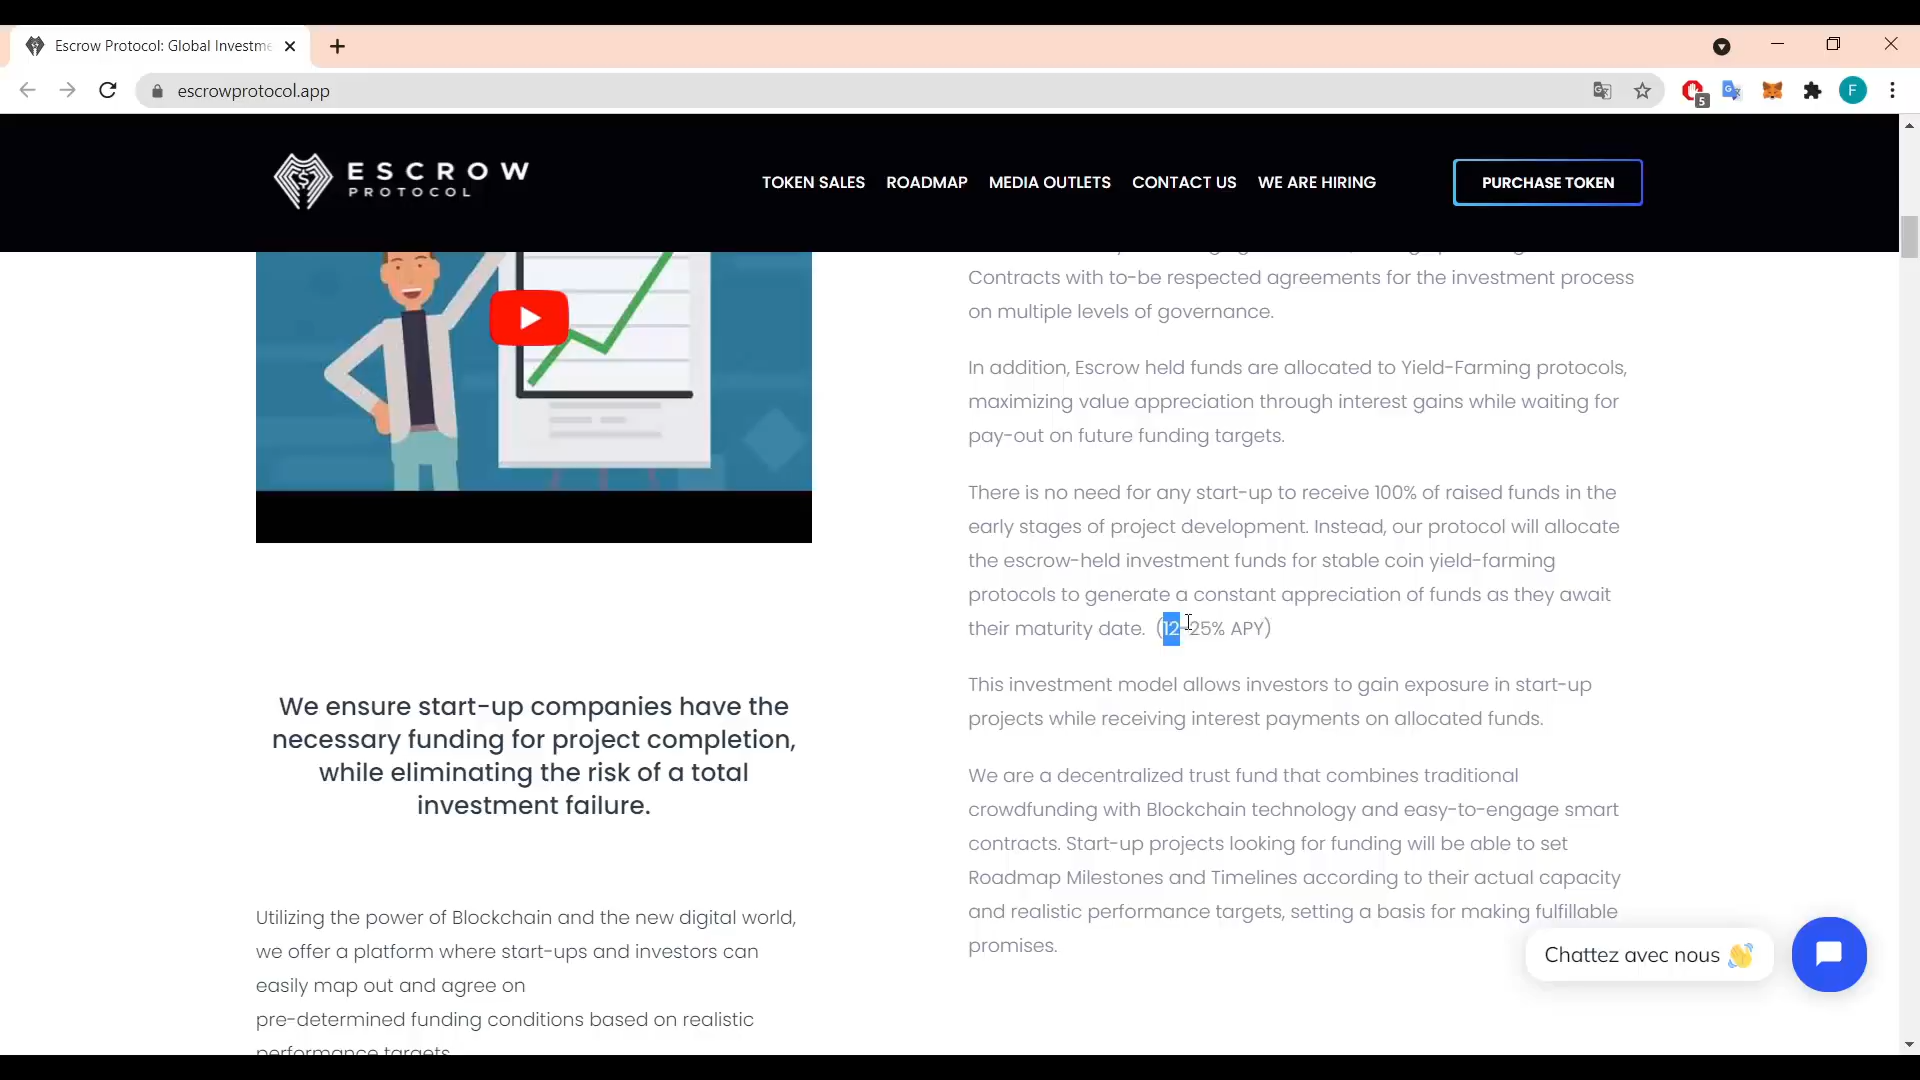 Escrow Protocol: Global Investme
escrowprotocol.app
5
F
ESCROW
PROTOCOL
TOKEN SALES
ROADMAP
MEDIA OUTLETS
CONTACT US
WE ARE HIRING
PURCHASE TOKEN
We ensure start-up companies have the
necessary funding for project completion,
while eliminating the risk of a total
investment failure.
Utilizing the power of Blockchain and the new digital world,
we offer a platform where start-ups and investors can
easily map out and agree on
pre-determined funding conditions based on realistic
performance targets
Contracts with to-be respected agreements for the investment process
on multiple levels of governance.
In addition, Escrow held funds are allocated to Yield-Farming protocols,
maximizing value appreciation through interest gains while waiting for
pay-out on future funding targets.
There is no need for any start-up to receive 100% of raised funds in the
early stages of project development. Instead, our protocol will allocate
the escrow-held investment funds for stable coin yield-farming
protocols to generate a constant appreciation of funds as they await
their maturity date. (12-25% APY)
This investment model allows investors to gain exposure in start-up
projects while receiving interest payments on allocated funds.
We are a decentralized trust fund that combines traditional
crowdfunding with Blockchain technology and easy-to-engage smart
contracts. Start-up projects looking for funding will be able to set
Roadmap Milestones and Timelines according to their actual capacity
and realistic performance targets, setting a basis for making fulfillable
promises.
Chattez avec nous 👋